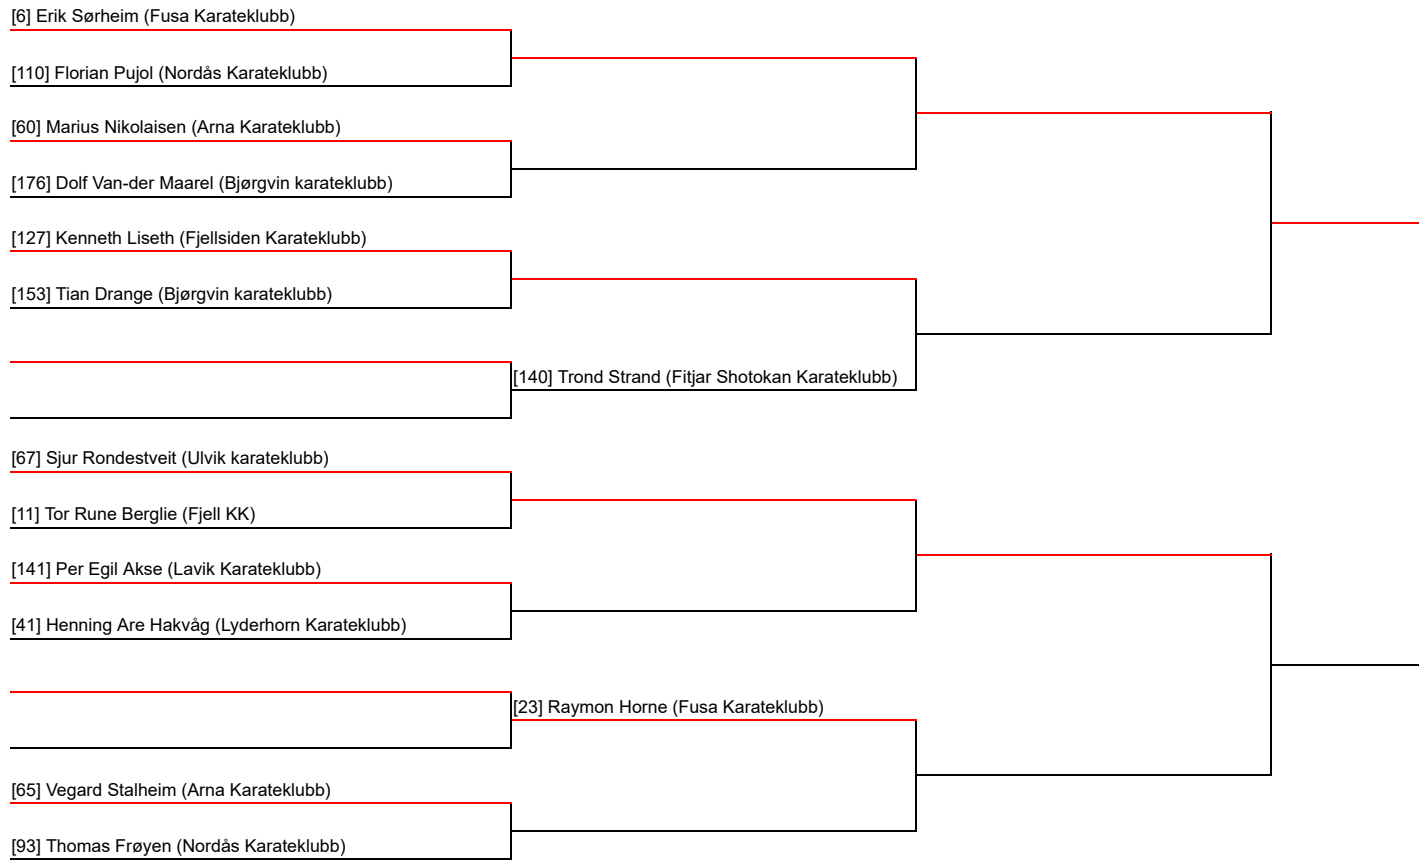 [6] Erik Sørheim (Fusa Karateklubb)
[110] Florian Pujol (Nordås Karateklubb)
[60] Marius Nikolaisen (Arna Karateklubb)
[176] Dolf Van-der Maarel (Bjørgvin karateklubb)
[127] Kenneth Liseth (Fjellsiden Karateklubb)
[153] Tian Drange (Bjørgvin karateklubb)
[140] Trond Strand (Fitjar Shotokan Karateklubb)
[67] Sjur Rondestveit (Ulvik karateklubb)
[11] Tor Rune Berglie (Fjell KK)
[141] Per Egil Akse (Lavik Karateklubb)
[41] Henning Are Hakvåg (Lyderhorn Karateklubb)
[23] Raymon Horne (Fusa Karateklubb)
[65] Vegard Stalheim (Arna Karateklubb)
[93] Thomas Frøyen (Nordås Karateklubb)